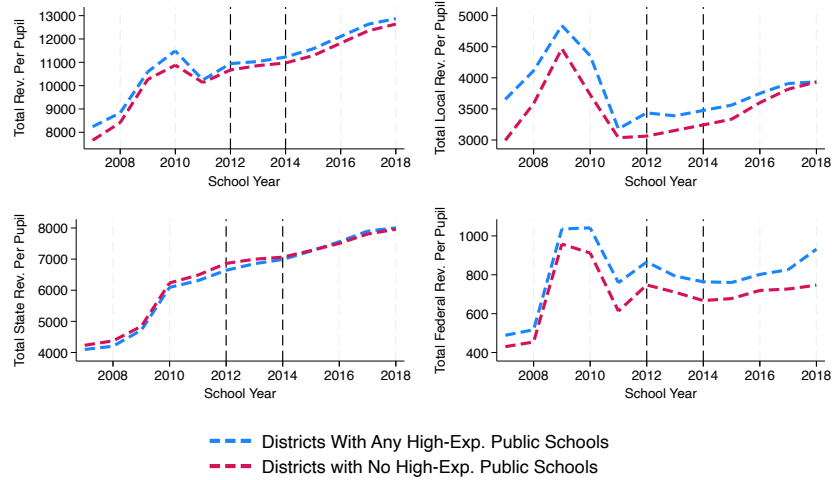 Total Rev. Per Pupil
13000
12000
11000
10000
9000
8000
2008 2010 2012 2014 2016 2018
School Year
Total Local Rev. Per Pupil
5000
4500
4000
3500
3000
2008 2010 2012 2014 2016 2018
School Year
Total State Rev. Per Pupil
8000
7000
6000
5000
4000
2008 2010 2012 2014 2016 2018
School Year
Total Federal Rev. Per Pupil
1000
800
600
400
2008 2010 2012 2014 2016 2018
School Year
Districts With Any High-Exp. Public Schools
Districts with No High-Exp. Public Schools